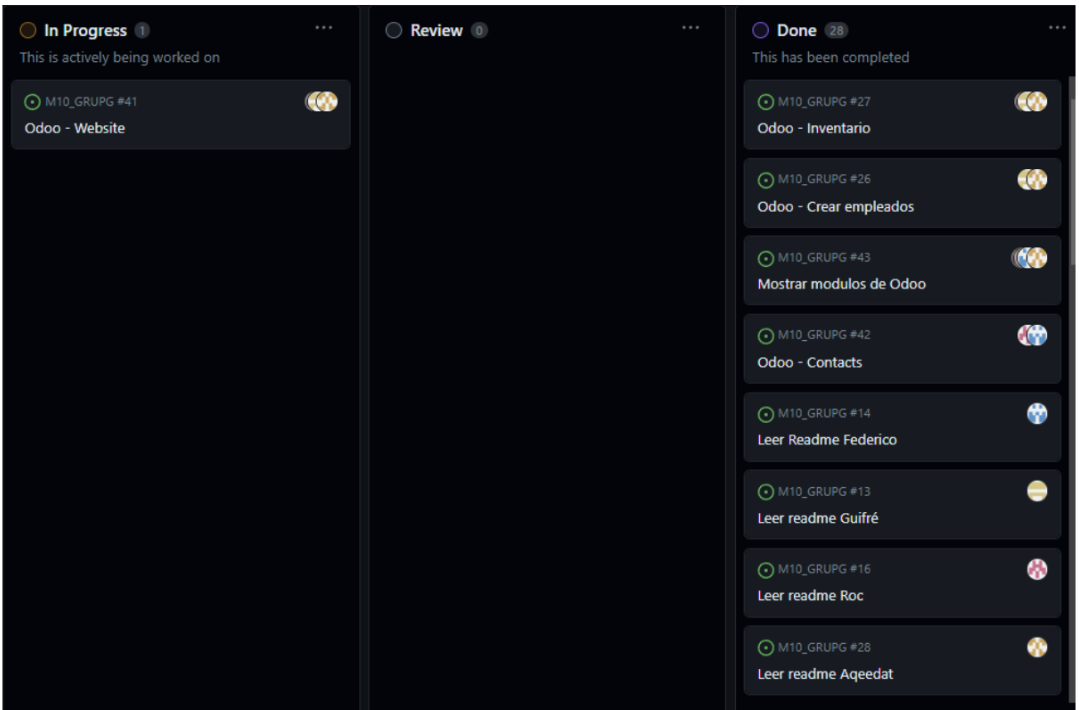 In Progress 1
This is actively being worked on
M10_GRUPG #41
Odoo - Website
Review 0
Done 28
This has been completed
M10_GRUPG #27
Odoo - Inventario
M10_GRUPG #26
Odoo - Crear empleados
M10_GRUPG #43
Mostrar modulos de Odoo
M10_GRUPG #42
Odoo - Contacts
M10_GRUPG #14
Leer Readme Federico
M10_GRUPG #13
Leer readme Guifré
M10_GRUPG #16
Leer readme Roc
M10_GRUPG #28
Leer readme Aqeedat